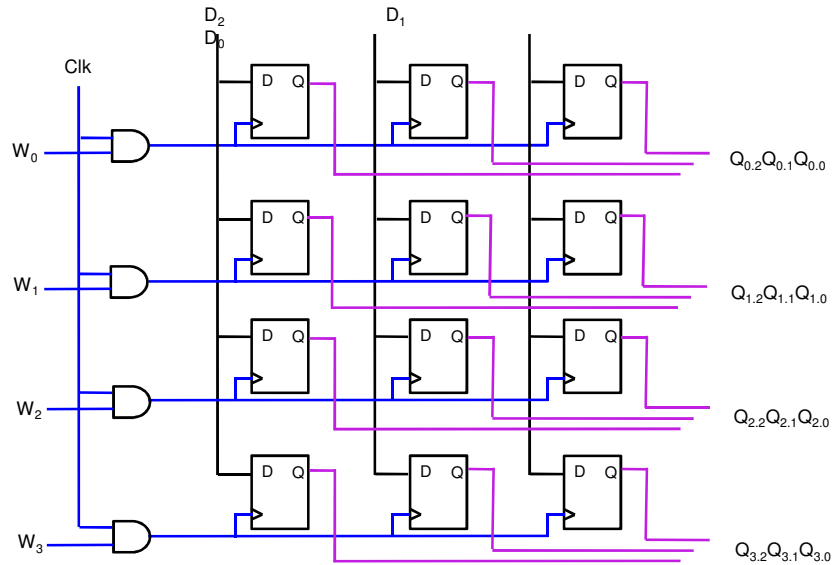 D₂ D₁
D₀
Clk
D Q D Q D Q
W₀
Q₀.₂Q₀.₁Q₀.₀
D Q D Q D Q
W₁
Q₁.₂Q₁.₁Q₁.₀
D Q D Q D Q
W₂
Q₂.₂Q₂.₁Q₂.₀
D Q D Q D Q
W₃
Q₃.₂Q₃.₁Q₃.₀